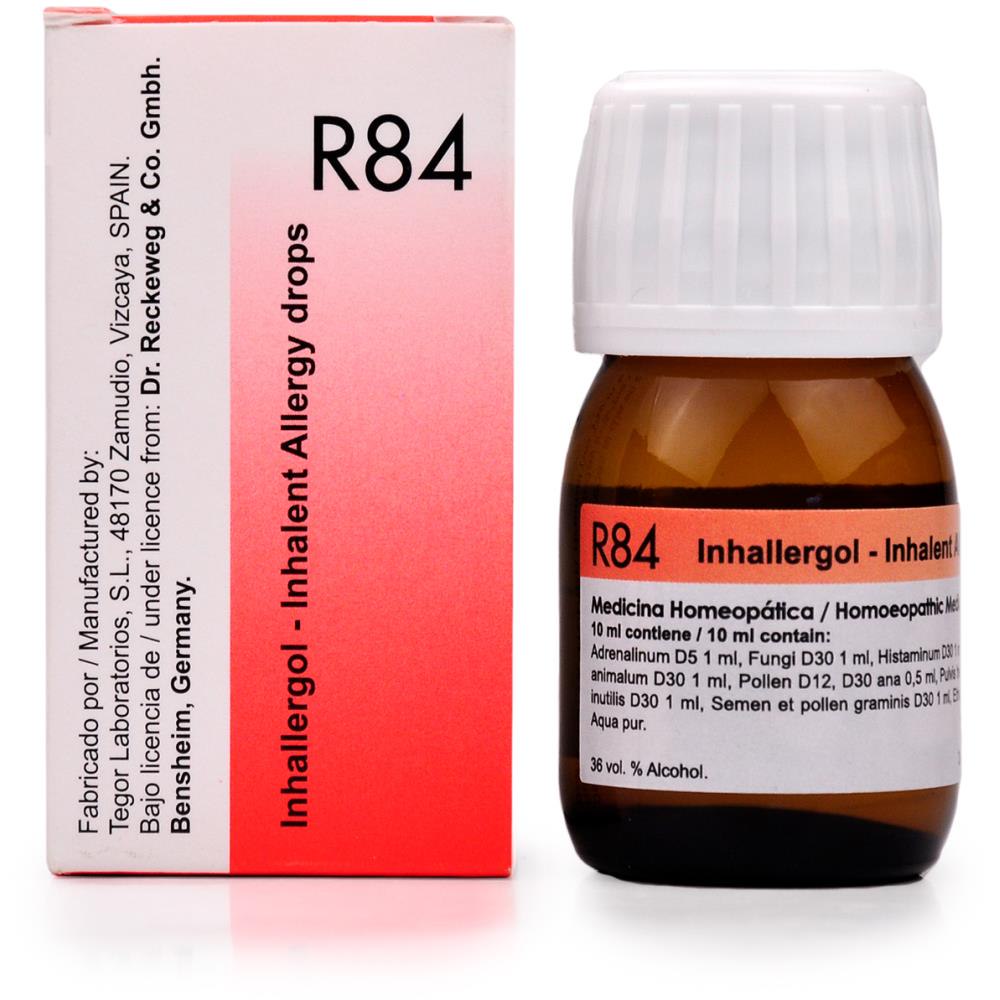 R84
Inhallergol - Inhalent Allergy drops
Fabricado por / Manufactured by:
Tegor Laboratorios, S.L., 48170 Zamudio, Vizcaya, SPAIN.
Bajo licencia de / under licence from: Dr. Reckeweg & Co. Gmbh.
Bensheim, Germany.
R84 Inhallergol - Inhalent
Medicina Homeopática / Homoeopathic
10 ml contiene / 10 ml contain:
Adrenalinum D5 1 ml, Fungi D30 1 ml, Histaminum D30
animalum D30 1 ml, Pollen D12, D30 ana 0,5 ml, Pulvis
inutilis D30 1 ml, Semen et pollen graminis D30 1 ml,
Aqua pur.
36 vol. % Alcohol.